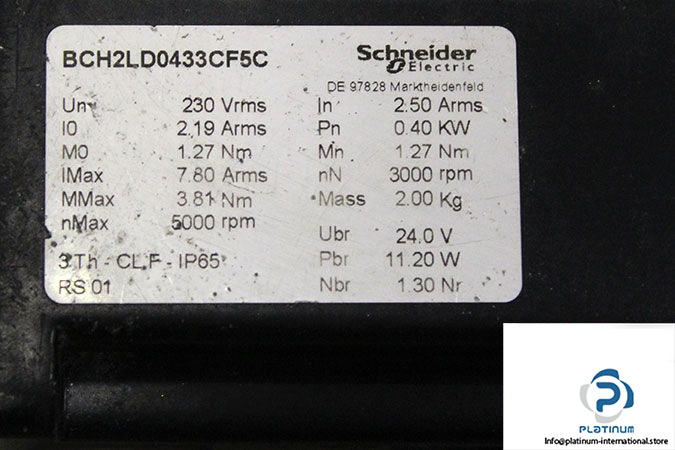 BCH2LD0433CF5C
Schneider Electric
DE 97828 Marktheidenfeld
Un 230 Vrms In 2.50 Arms
I0 2.19 Arms Pn 0.40 KW
M0 1.27 Nm Mn 1.27 Nm
IMax 7.80 Arms nN 3000 rpm
MMax 3.81 Nm Mass 2.00 Kg
nMax 5000 rpm
Ubr 24.0 V
3 Th - CL.F - IP65 Pbr 11.20 W
RS 01 Nbr 1.30 Nr
PLATINUM
Info@platinum-international.store